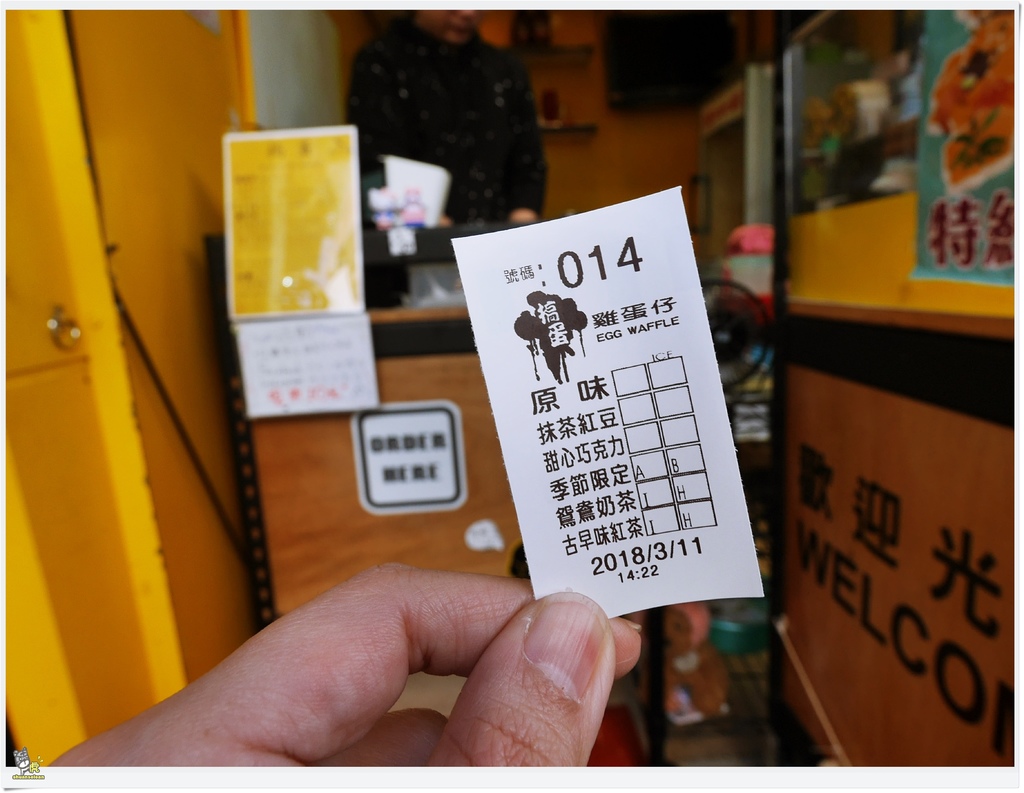 號碼: 014
搞蛋
雞蛋仔
EGG WAFFLE
ICE
原味
抹茶紅豆
甜心巧克力
季節限定 A B
鴛鴦奶茶 I H
古早味紅茶 I H
2018/3/11
14:22
ORDER
HERE
特
歡迎光
WELCO